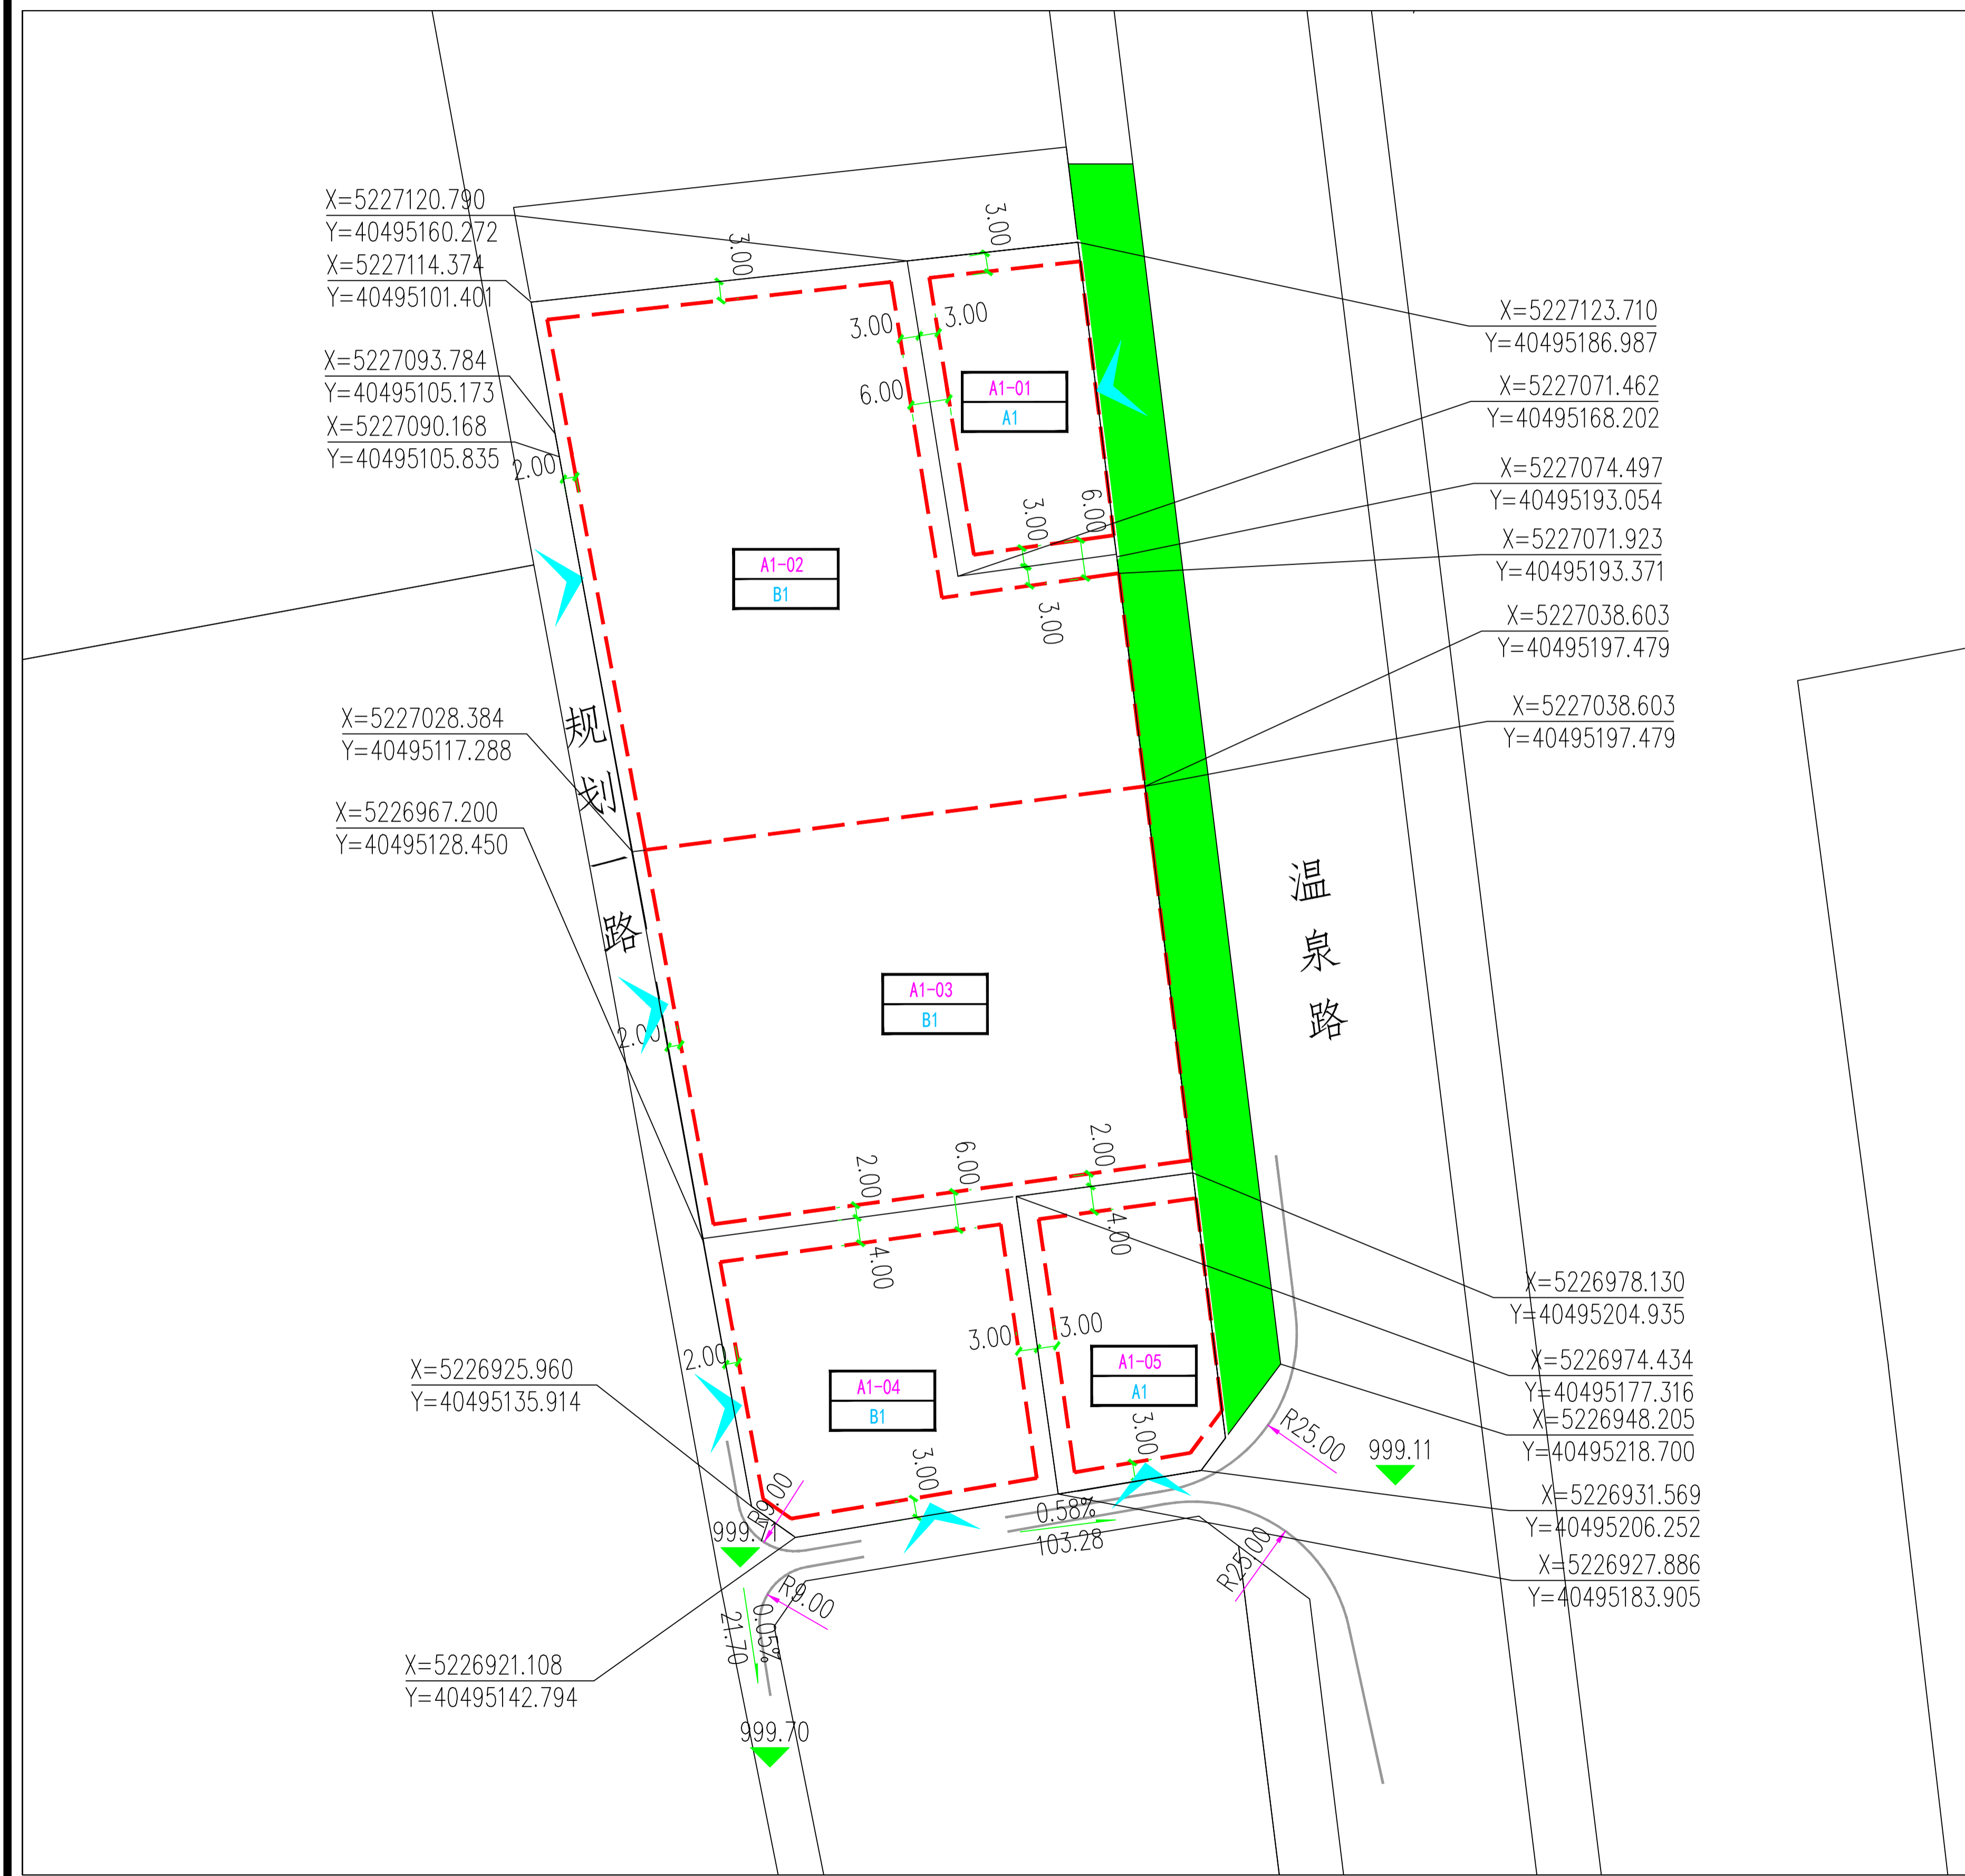 X=5227120.790
Y=40495160.272
X=5227114.374
Y=40495101.401
X=5227093.784
Y=40495105.173
X=5227090.168
Y=40495105.835
X=5227028.384
Y=40495117.288
X=5226967.200
Y=40495128.450
X=5226925.960
Y=40495135.914
X=5226921.108
Y=40495142.794
3.00
3.00
3.00
3.00
6.00
2.00
3.00
6.00
3.00
A1-01
A1
A1-02
B1
规划一路
A1-03
B1
2.00
2.00
6.00
2.00
4.00
4.00
2.00
3.00
3.00
A1-04
B1
A1-05
A1
3.00
3.00
R9.00
R9.00
0.58%
103.28
R25.00
R25.00
999.11
21.70
0.05%
999.70
温泉路
X=5227123.710
Y=40495186.987
X=5227071.462
Y=40495168.202
X=5227074.497
Y=40495193.054
X=5227071.923
Y=40495193.371
X=5227038.603
Y=40495197.479
X=5227038.603
Y=40495197.479
X=5226978.130
Y=40495204.935
X=5226974.434
Y=40495177.316
X=5226948.205
Y=40495218.700
X=5226931.569
Y=40495206.252
X=5226927.886
Y=40495183.905